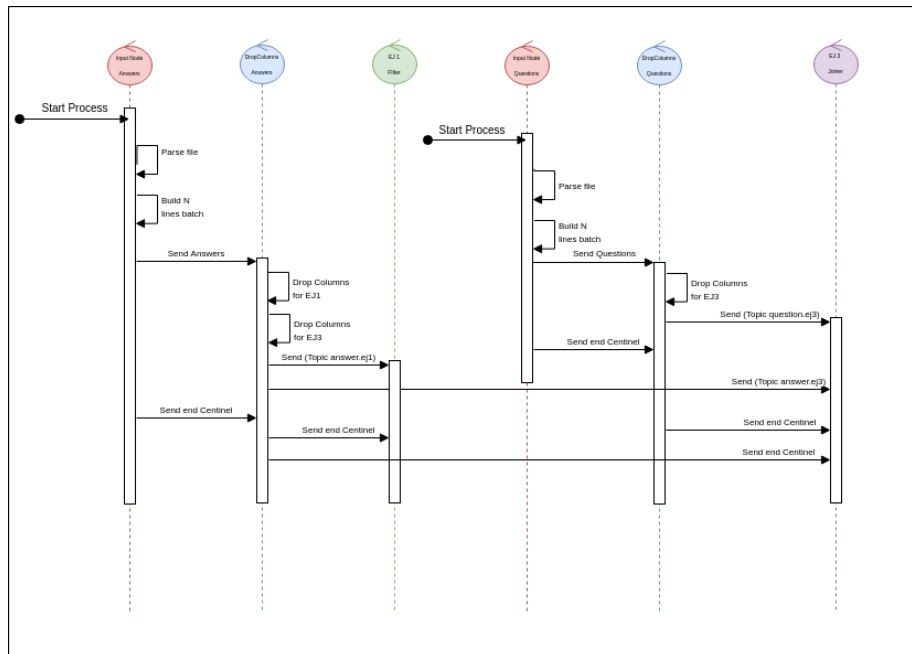 Input Node
Answers
DropColumns
Answers
EJ 1
Filter
Input Node
Questions
DropColumns
Questions
EJ 3
Joiner
Start Process
Start Process
Parse file
Parse file
Build N
lines batch
Build N
lines batch
Send Answers
Send Questions
Drop Columns
for EJ1
Drop Columns
for EJ3
Send (Topic question.ej3)
Drop Columns
for EJ3
Send end Centinel
Send (Topic answer.ej1)
Send (Topic answer.ej3)
Send end Centinel
Send end Centinel
Send end Centinel
Send end Centinel